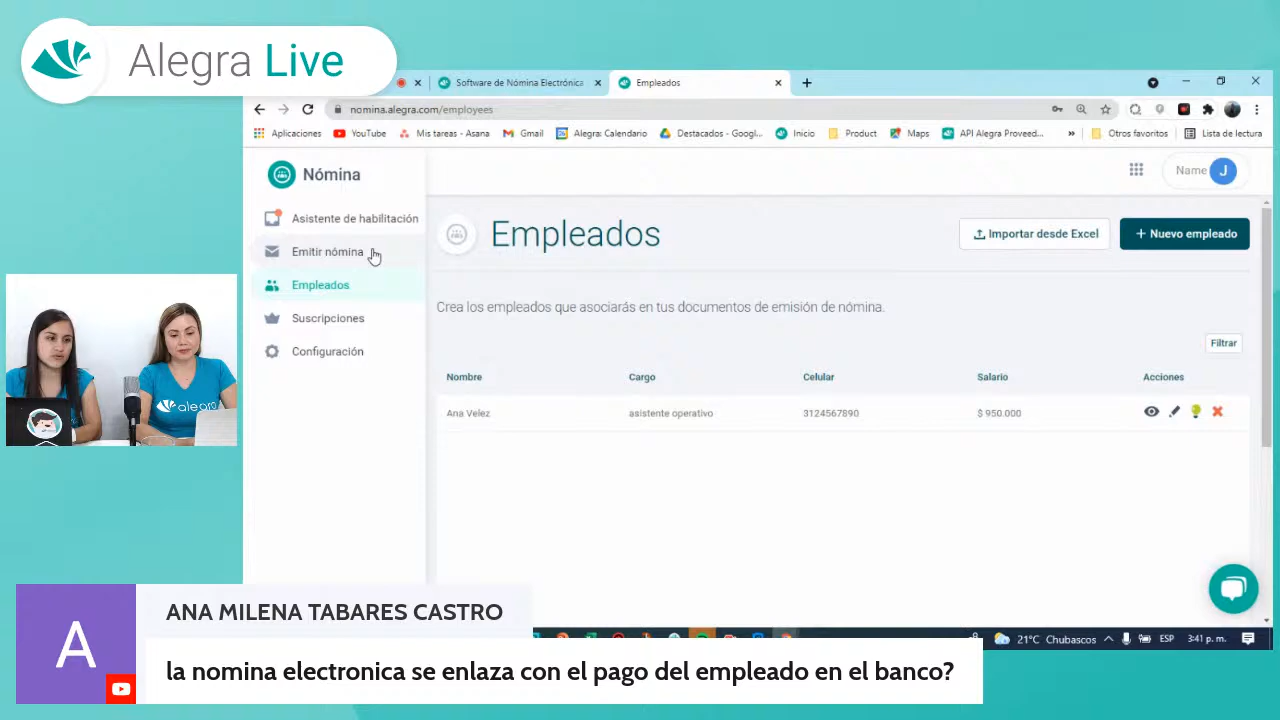 Alegra Live
Software de Nómina Electrónica
Empleados
nomina.alegra.com/employees
Aplicaciones
YouTube
Mis tareas - Asana
Gmail
Alegra: Calendario
Destacados - Googl...
Inicio
Product
Maps
API Alegra Proveed...
»
Otros favoritos
Lista de lectura
Nómina
Name J
Asistente de habilitación
Emitir nómina
Empleados
Suscripciones
Configuración
Empleados
Importar desde Excel
+ Nuevo empleado
Crea los empleados que asociarás en tus documentos de emisión de nómina.
Filtrar
Nombre Cargo Celular Salario Acciones
Ana Velez asistente operativo 3124567890 $ 950.000
alegra
21°C Chubascos ESP 3:41 p. m.
A
ANA MILENA TABARES CASTRO
la nomina electronica se enlaza con el pago del empleado en el banco?